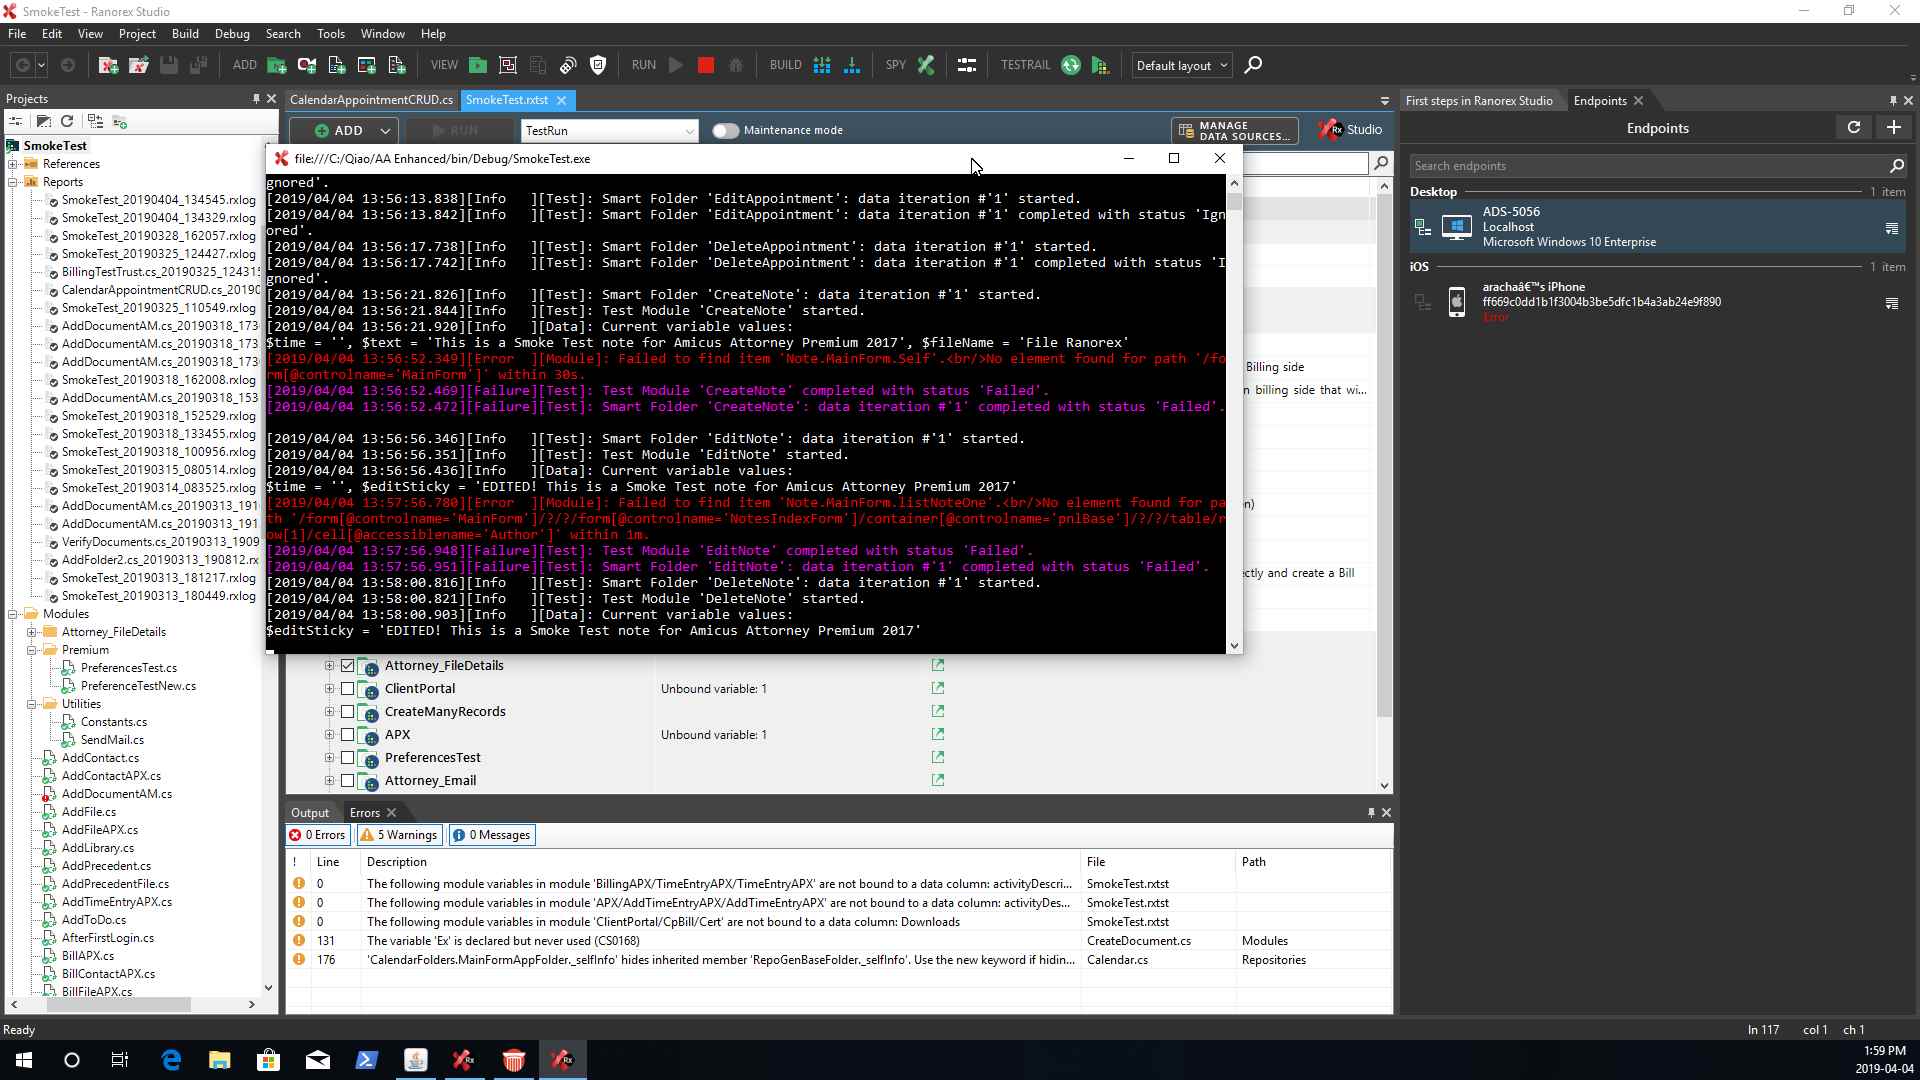 SmokeTest - Ranorex Studio
File Edit View Project Build Debug Search Tools Window Help
ADD VIEW RUN BUILD SPY TESTRAIL Default layout
Projects
SmokeTest
References
Reports
SmokeTest_20190404_134545.rxlog
SmokeTest_20190404_134329.rxlog
SmokeTest_20190328_162057.rxlog
SmokeTest_20190325_124427.rxlog
BillingTestTrust.cs_20190325_124315
CalendarAppointmentCRUD.cs_20190
SmokeTest_20190325_110549.rxlog
AddDocumentAM.cs_20190318_173
AddDocumentAM.cs_20190318_173
AddDocumentAM.cs_20190318_173
SmokeTest_20190318_162008.rxlog
AddDocumentAM.cs_20190318_153
SmokeTest_20190318_152529.rxlog
SmokeTest_20190318_133455.rxlog
SmokeTest_20190318_100956.rxlog
SmokeTest_20190315_080514.rxlog
SmokeTest_20190314_083525.rxlog
AddDocumentAM.cs_20190313_191
AddDocumentAM.cs_20190313_191
VerifyDocuments.cs_20190313_1909
AddFolder2.cs_20190313_190812.rx
SmokeTest_20190313_181217.rxlog
SmokeTest_20190313_180449.rxlog
Modules
Attorney_FileDetails
Premium
PreferencesTest.cs
PreferenceTestNew.cs
Utilities
Constants.cs
SendMail.cs
AddContact.cs
AddContactAPX.cs
AddDocumentAM.cs
AddFile.cs
AddFileAPX.cs
AddLibrary.cs
AddPrecedent.cs
AddPrecedentFile.cs
AddTimeEntryAPX.cs
AddToDo.cs
AfterFirstLogin.cs
BillAPX.cs
BillContactAPX.cs
BillFileAPX.cs
CalendarAppointmentCRUD.cs SmokeTest.rxtst
ADD RUN TestRun Maintenance mode MANAGE DATA SOURCES... Rx Studio
file:///C:/Qiao/AA Enhanced/bin/Debug/SmokeTest.exe
gnored'.
[2019/04/04 13:56:13.838][Info   ][Test]: Smart Folder 'EditAppointment': data iteration #'1' started.
[2019/04/04 13:56:13.842][Info   ][Test]: Smart Folder 'EditAppointment': data iteration #'1' completed with status 'Ign
ored'.
[2019/04/04 13:56:17.738][Info   ][Test]: Smart Folder 'DeleteAppointment': data iteration #'1' started.
[2019/04/04 13:56:17.742][Info   ][Test]: Smart Folder 'DeleteAppointment': data iteration #'1' completed with status 'I
gnored'.
[2019/04/04 13:56:21.826][Info   ][Test]: Smart Folder 'CreateNote': data iteration #'1' started.
[2019/04/04 13:56:21.844][Info   ][Test]: Test Module 'CreateNote' started.
[2019/04/04 13:56:21.920][Info   ][Data]: Current variable values:
$time = '', $text = 'This is a Smoke Test note for Amicus Attorney Premium 2017', $fileName = 'File Ranorex'
[2019/04/04 13:56:52.349][Error  ][Module]: Failed to find item 'Note.MainForm.Self'.<br/>No element found for path '/fo
rm[@controlname='MainForm']' within 30s.
[2019/04/04 13:56:52.469][Failure][Test]: Test Module 'CreateNote' completed with status 'Failed'.
[2019/04/04 13:56:52.472][Failure][Test]: Smart Folder 'CreateNote': data iteration #'1' completed with status 'Failed'.
[2019/04/04 13:56:56.346][Info   ][Test]: Smart Folder 'EditNote': data iteration #'1' started.
[2019/04/04 13:56:56.351][Info   ][Test]: Test Module 'EditNote' started.
[2019/04/04 13:56:56.436][Info   ][Data]: Current variable values:
$time = '', $editSticky = 'EDITED! This is a Smoke Test note for Amicus Attorney Premium 2017'
[2019/04/04 13:57:56.780][Error  ][Module]: Failed to find item 'Note.MainForm.listNoteOne'.<br/>No element found for pa
th '/form[@controlname='MainForm']/?/?/form[@controlname='NotesIndexForm']/container[@controlname='pnlBase']/?/?/table/r
ow[1]/cell[@accessiblename='Author']' within 1m.
[2019/04/04 13:57:56.948][Failure][Test]: Test Module 'EditNote' completed with status 'Failed'.
[2019/04/04 13:57:56.951][Failure][Test]: Smart Folder 'EditNote': data iteration #'1' completed with status 'Failed'.
[2019/04/04 13:58:00.816][Info   ][Test]: Smart Folder 'DeleteNote': data iteration #'1' started.
[2019/04/04 13:58:00.821][Info   ][Test]: Test Module 'DeleteNote' started.
[2019/04/04 13:58:00.903][Info   ][Data]: Current variable values:
$editSticky = 'EDITED! This is a Smoke Test note for Amicus Attorney Premium 2017'
Billing side
n billing side that wi...
n)
ectly and create a Bill
Attorney_FileDetails
ClientPortal Unbound variable: 1
CreateManyRecords
APX Unbound variable: 1
PreferencesTest
Attorney_Email
Output Errors
0 Errors 5 Warnings 0 Messages
! Line Description File Path
0 The following module variables in module 'BillingAPX/TimeEntryAPX/TimeEntryAPX' are not bound to a data column: activityDescri... SmokeTest.rxtst
0 The following module variables in module 'APX/AddTimeEntryAPX/AddTimeEntryAPX' are not bound to a data column: activityDes... SmokeTest.rxtst
0 The following module variables in module 'ClientPortal/CpBill/Cert' are not bound to a data column: Downloads SmokeTest.rxtst
131 The variable 'Ex' is declared but never used (CS0168) CreateDocument.cs Modules
176 'CalendarFolders.MainFormAppFolder._selfInfo' hides inherited member 'RepoGenBaseFolder._selfInfo'. Use the new keyword if hidin... Calendar.cs Repositories
First steps in Ranorex Studio Endpoints
Endpoints
Search endpoints
Desktop 1 item
ADS-5056
Localhost
Microsoft Windows 10 Enterprise
iOS 1 item
arachaâ€™s iPhone
ff669c0dd1b1f3004b3be5dfc1b4a3ab24e9f890
Error
Ready ln 117 col 1 ch 1
1:59 PM
2019-04-04